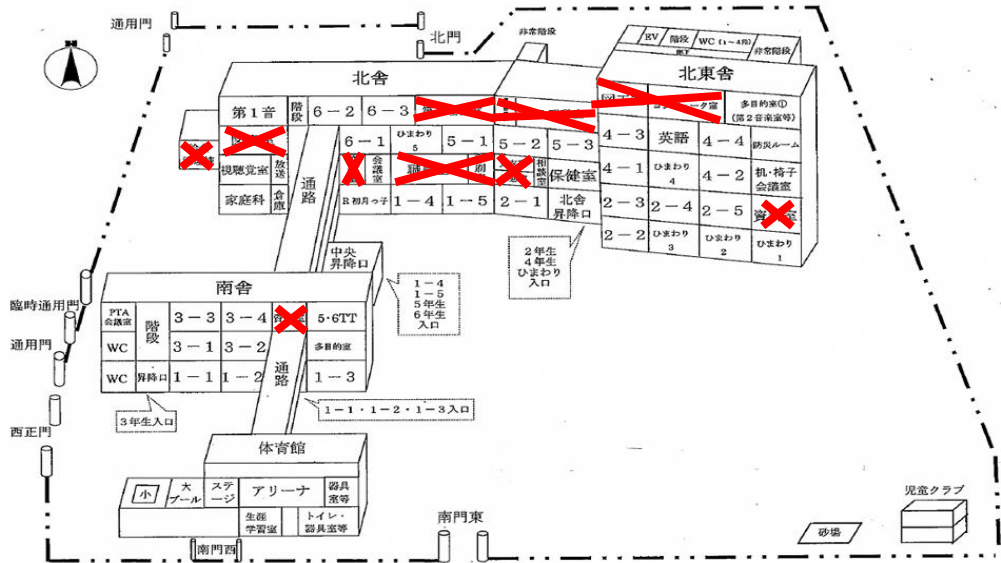 通用門
北門
非常階段
EV
階段
WC(1~4階)
非常階段
北舎
北東舎
第1音
階段
6-2
6-3
多目的室①
(第2音楽室等)
6-1
ひまわり
5
5-1
5-2
5-3
4-3
英語
4-4
防災ルーム
視聴覚室
放送
会議室
相談室
保健室
4-1
ひまわり
4
4-2
机・椅子
会議室
家庭科
倉庫
通路
R初月っ子
1-4
1-5
2-1
北舎
昇降口
2-3
2-4
2-5
2-2
ひまわり
3
ひまわり
2
ひまわり
1
中央
昇降口
2年生
4年生
ひまわり
入口
1-4
1-5
5年生
6年生
入口
南舎
臨時通用門
PTA
会議室
階段
3-3
3-4
5・6TT
通用門
WC
3-1
3-2
通路
多目的室
WC
昇降口
1-1
1-2
1-3
3年生入口
1-1・1-2・1-3入口
西正門
体育館
小
大
プール
ステージ
アリーナ
器具
室等
生涯
学習室
トイレ・
器具室等
児童クラブ
砂場
南門東
南門西